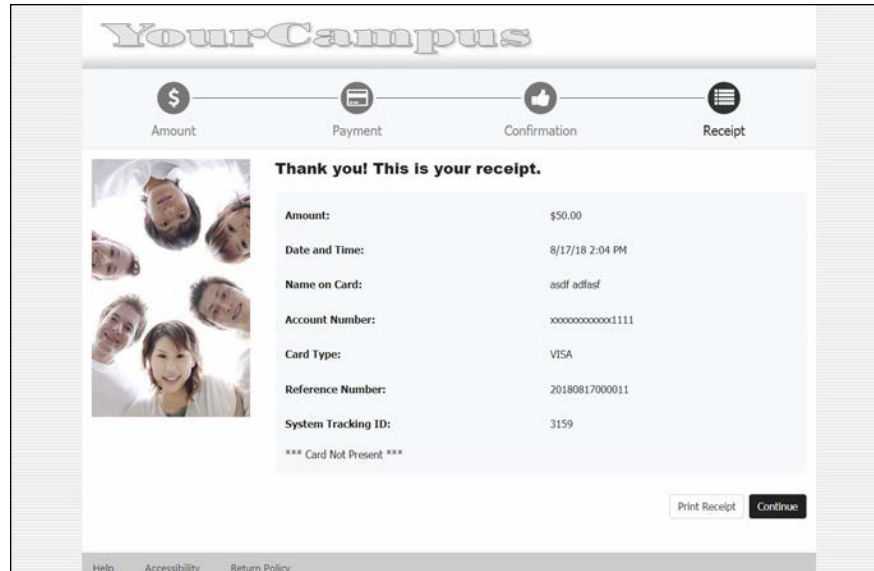 YourCampus
$
Amount Payment Confirmation Receipt
Thank you! This is your receipt.
Amount: $50.00
Date and Time: 8/17/18 2:04 PM
Name on Card: asdf adfasf
Account Number: xxxxxxxxxxxx1111
Card Type: VISA
Reference Number: 20180817000011
System Tracking ID: 3159
*** Card Not Present ***
Print Receipt Continue
Help Accessibility Return Policy